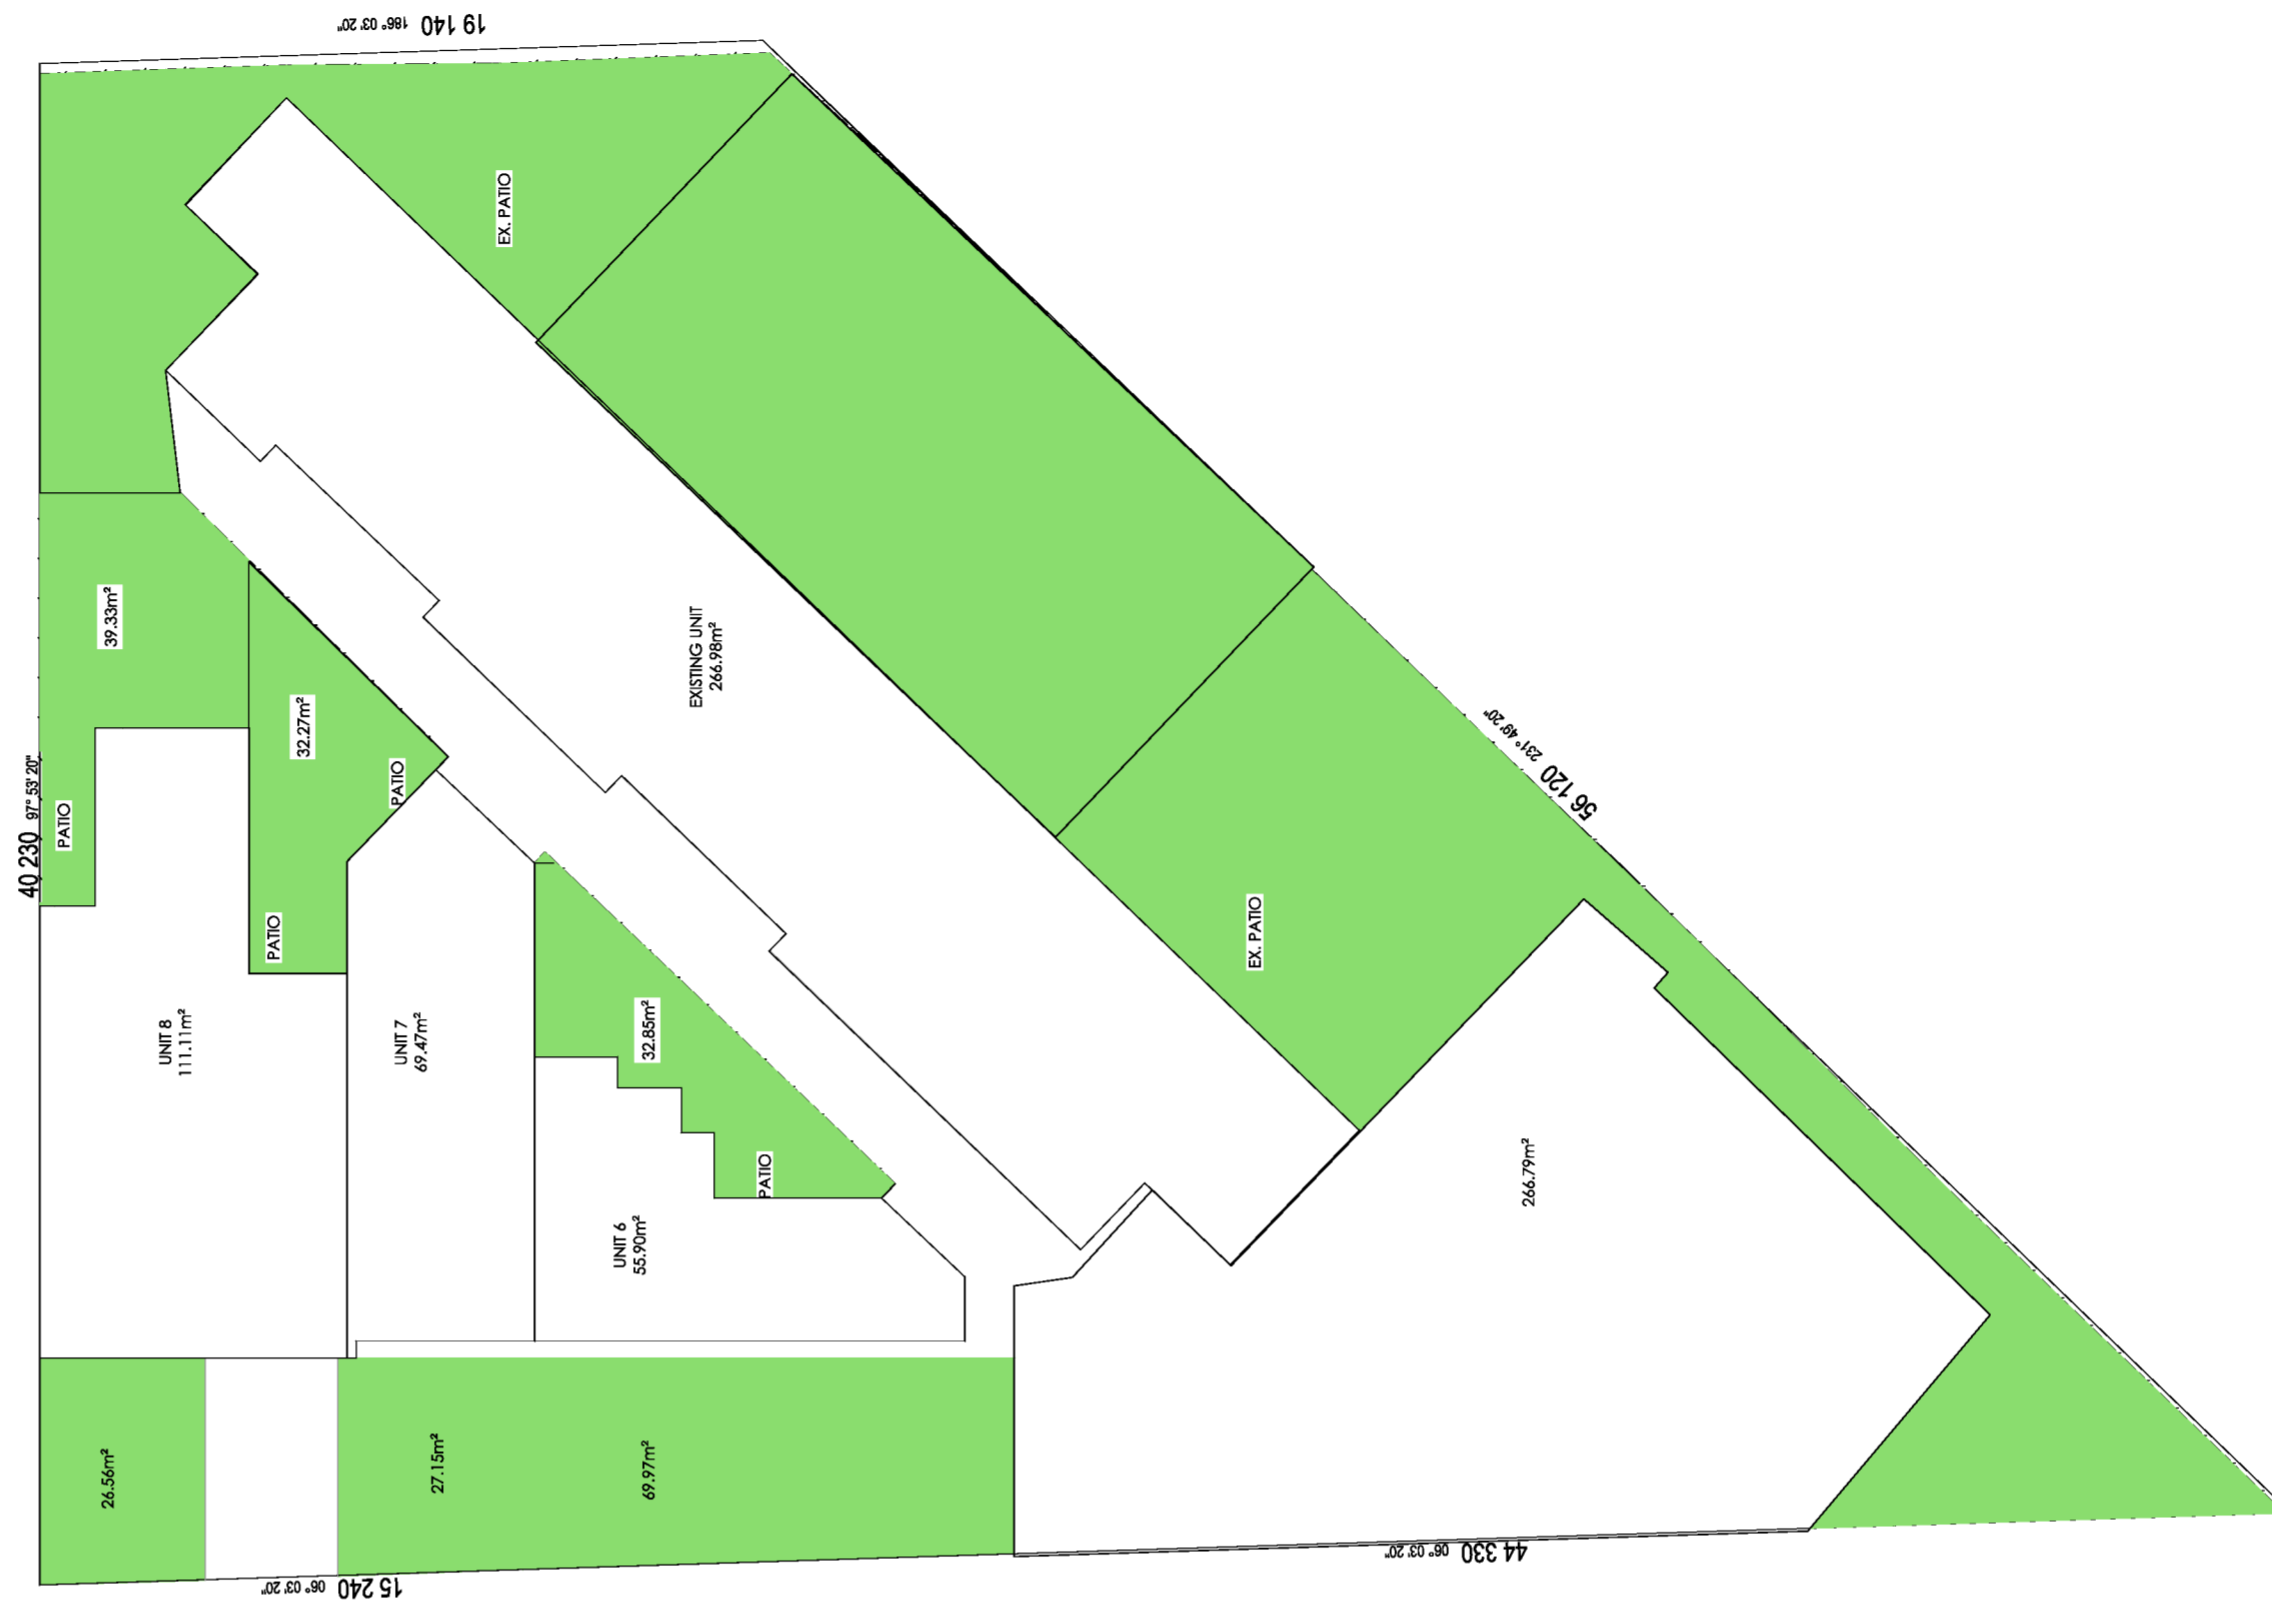 19 140 186° 03' 20"
EX. PATIO
39.33m²
32.27m²
PATIO
40 230 97° 53' 20"
PATIO
PATIO
EXISTING UNIT
266.98m²
56 120 231° 49' 20"
EX. PATIO
UNIT 8
111.11m²
UNIT 7
69.47m²
32.85m²
PATIO
UNIT 6
55.90m²
266.79m²
26.56m²
27.15m²
69.97m²
15 240 06° 03' 20"
44 330 06° 03' 20"